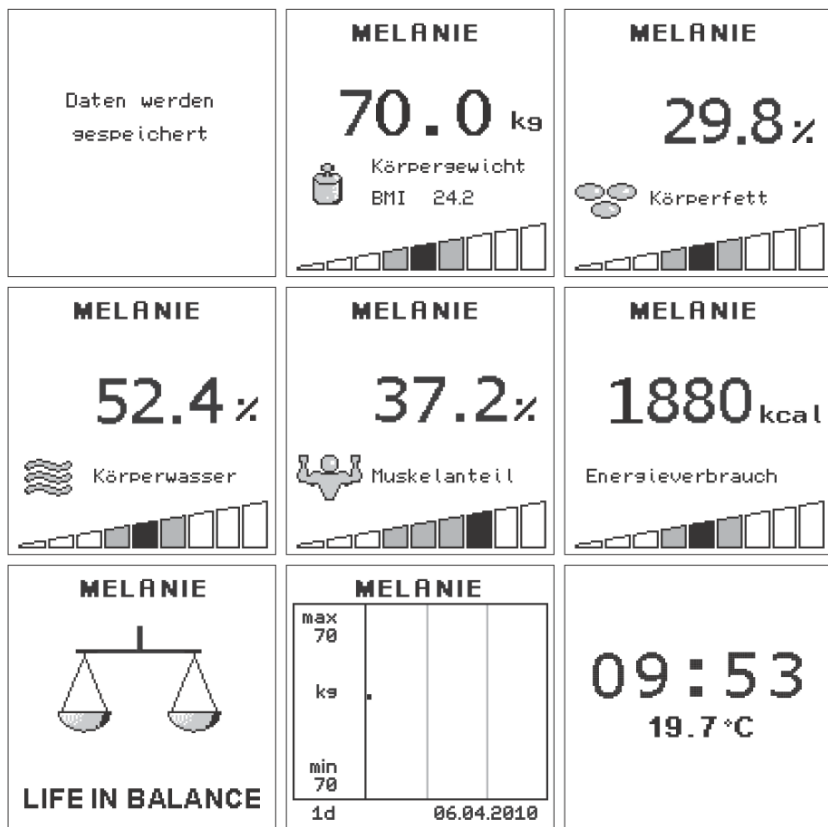 Daten werden
gespeichert
MELANIE
70.0 kg
Körpergewicht
BMI 24.2
MELANIE
29.8 %
Körperfett
MELANIE
52.4 %
Körperwasser
MELANIE
37.2 %
Muskelanteil
MELANIE
1880 kcal
Energieverbrauch
MELANIE
LIFE IN BALANCE
MELANIE
max
70
kg
min
70
1d 06.04.2010
09:53
19.7 °C